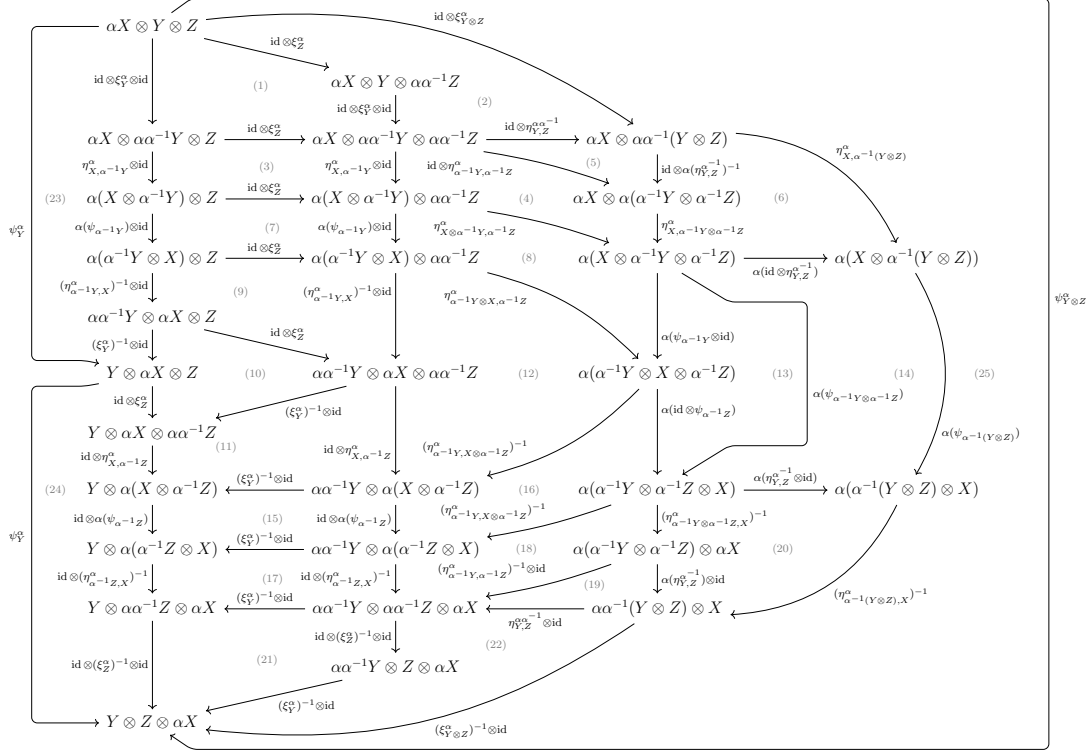 αX ⊗ Y ⊗ Z
id ⊗ξ^α_{Y⊗Z}
id ⊗ξ^α_Z
id ⊗ξ^α_Y ⊗id
(1)
αX ⊗ Y ⊗ αα^{-1}Z
id ⊗ξ^α_Y ⊗id
(2)
αX ⊗ αα^{-1}Y ⊗ Z
id ⊗ξ^α_Z
αX ⊗ αα^{-1}Y ⊗ αα^{-1}Z
id ⊗η^{αα^{-1}}_{Y,Z}
αX ⊗ αα^{-1}(Y ⊗ Z)
η^α_{X,α^{-1}(Y⊗Z)}
η^α_{X,α^{-1}Y} ⊗id
(3)
η^α_{X,α^{-1}Y} ⊗id
id ⊗η^α_{α^{-1}Y,α^{-1}Z}
(5)
id ⊗α(η^{α^{-1}}_{Y,Z})^{-1}
(23)
α(X ⊗ α^{-1}Y) ⊗ Z
id ⊗ξ^α_Z
α(X ⊗ α^{-1}Y) ⊗ αα^{-1}Z
(4)
αX ⊗ α(α^{-1}Y ⊗ α^{-1}Z)
(6)
ψ^α_Y
α(ψ_{α^{-1}Y})⊗id
(7)
α(ψ_{α^{-1}Y})⊗id
η^α_{X⊗α^{-1}Y,α^{-1}Z}
η^α_{X,α^{-1}Y⊗α^{-1}Z}
α(α^{-1}Y ⊗ X) ⊗ Z
id ⊗ξ^α_Z
α(α^{-1}Y ⊗ X) ⊗ αα^{-1}Z
(8)
α(X ⊗ α^{-1}Y ⊗ α^{-1}Z)
α(id ⊗η^{α^{-1}}_{Y,Z})
α(X ⊗ α^{-1}(Y ⊗ Z))
(η^α_{α^{-1}Y,X})^{-1}⊗id
(9)
(η^α_{α^{-1}Y,X})^{-1}⊗id
η^α_{α^{-1}Y⊗X,α^{-1}Z}
ψ^α_{Y⊗Z}
αα^{-1}Y ⊗ αX ⊗ Z
(ξ^α_Y)^{-1}⊗id
id ⊗ξ^α_Z
α(ψ_{α^{-1}Y} ⊗id)
Y ⊗ αX ⊗ Z
(10)
αα^{-1}Y ⊗ αX ⊗ αα^{-1}Z
(12)
α(α^{-1}Y ⊗ X ⊗ α^{-1}Z)
(13)
(14)
(25)
α(ψ_{α^{-1}Y⊗α^{-1}Z})
id ⊗ξ^α_Z
(ξ^α_Y)^{-1}⊗id
α(id ⊗ψ_{α^{-1}Z})
α(ψ_{α^{-1}(Y⊗Z)})
Y ⊗ αX ⊗ αα^{-1}Z
(11)
id ⊗η^α_{X,α^{-1}Z}
id ⊗η^α_{X,α^{-1}Z}
(η^α_{α^{-1}Y,X⊗α^{-1}Z})^{-1}
(24)
Y ⊗ α(X ⊗ α^{-1}Z)
(ξ^α_Y)^{-1}⊗id
αα^{-1}Y ⊗ α(X ⊗ α^{-1}Z)
(16)
α(α^{-1}Y ⊗ α^{-1}Z ⊗ X)
α(η^{α^{-1}}_{Y,Z} ⊗id)
α(α^{-1}(Y ⊗ Z) ⊗ X)
ψ^α_Y
id ⊗α(ψ_{α^{-1}Z})
(15)
id ⊗α(ψ_{α^{-1}Z})
(η^α_{α^{-1}Y,X⊗α^{-1}Z})^{-1}
(η^α_{α^{-1}Y⊗α^{-1}Z,X})^{-1}
Y ⊗ α(α^{-1}Z ⊗ X)
(ξ^α_Y)^{-1}⊗id
αα^{-1}Y ⊗ α(α^{-1}Z ⊗ X)
(18)
α(α^{-1}Y ⊗ α^{-1}Z) ⊗ αX
(20)
id ⊗(η^α_{α^{-1}Z,X})^{-1}
(17)
id ⊗(η^α_{α^{-1}Z,X})^{-1}
(η^α_{α^{-1}Y,α^{-1}Z})^{-1}⊗id
(19)
α(η^{α^{-1}}_{Y,Z})⊗id
(η^α_{α^{-1}(Y⊗Z),X})^{-1}
Y ⊗ αα^{-1}Z ⊗ αX
(ξ^α_Y)^{-1}⊗id
αα^{-1}Y ⊗ αα^{-1}Z ⊗ αX
η^{αα^{-1}}_{Y,Z} ⊗id
αα^{-1}(Y ⊗ Z) ⊗ X
id ⊗(ξ^α_Z)^{-1}⊗id
(21)
id ⊗(ξ^α_Z)^{-1}⊗id
(22)
αα^{-1}Y ⊗ Z ⊗ αX
(ξ^α_Y)^{-1}⊗id
Y ⊗ Z ⊗ αX
(ξ^α_{Y⊗Z})^{-1}⊗id